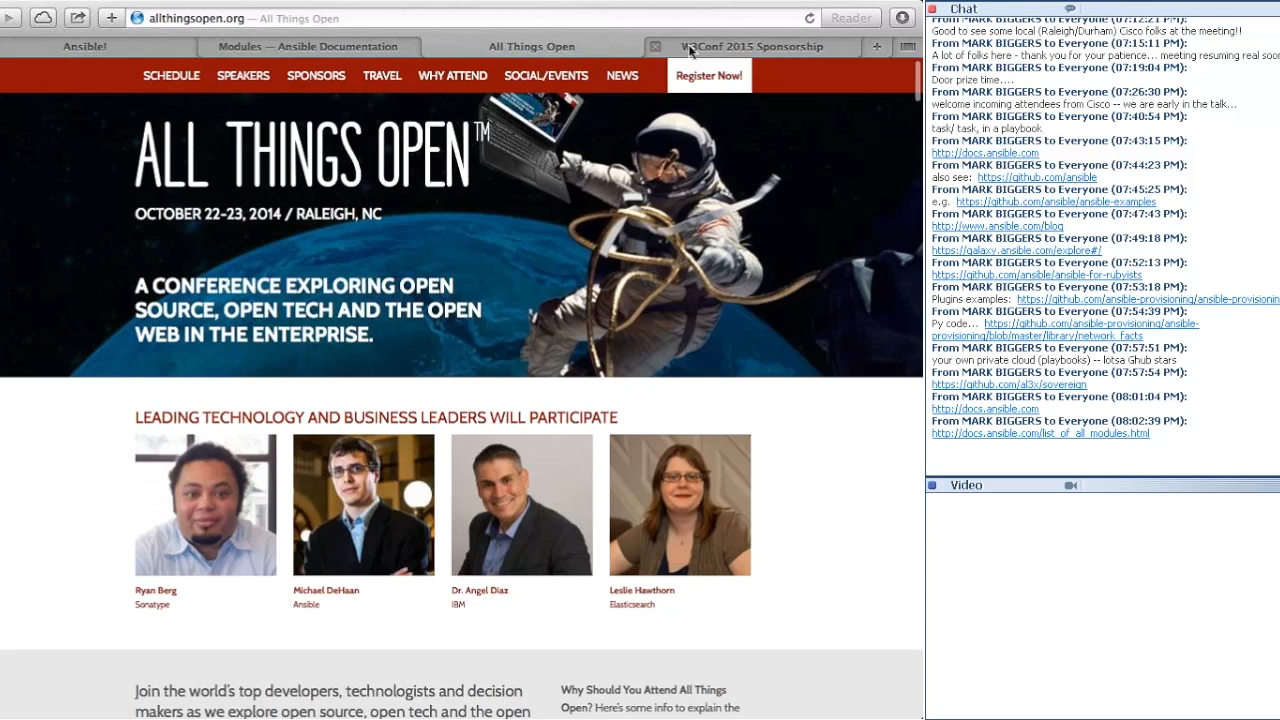 allthingsopen.org — All Things Open
Reader
Ansible!
Modules — Ansible Documentation
All Things Open
W3Conf 2015 Sponsorship
SCHEDULE SPEAKERS SPONSORS TRAVEL WHY ATTEND SOCIAL/EVENTS NEWS Register Now!
ALL THINGS OPEN™
OCTOBER 22-23, 2014 / RALEIGH, NC
A CONFERENCE EXPLORING OPEN
SOURCE, OPEN TECH AND THE OPEN
WEB IN THE ENTERPRISE.
LEADING TECHNOLOGY AND BUSINESS LEADERS WILL PARTICIPATE
Ryan Berg
Sonatype
Michael DeHaan
Ansible
Dr. Angel Diaz
IBM
Leslie Hawthorn
Elasticsearch
Join the world's top developers, technologists and decision
makers as we explore open source, open tech and the open
Why Should You Attend All Things
Open? Here's some info to explain the
Chat
From MARK BIGGERS to Everyone (07:12:21 PM):
Good to see some local (Raleigh/Durham) Cisco folks at the meeting!!
From MARK BIGGERS to Everyone (07:15:11 PM):
A lot of folks here - thank you for your patience... meeting resuming real soon
From MARK BIGGERS to Everyone (07:19:04 PM):
Door prize time....
From MARK BIGGERS to Everyone (07:26:30 PM):
welcome incoming attendees from Cisco -- we are early in the talk...
From MARK BIGGERS to Everyone (07:40:54 PM):
task/ task, in a playbook
From MARK BIGGERS to Everyone (07:43:15 PM):
http://docs.ansible.com
From MARK BIGGERS to Everyone (07:44:23 PM):
also see: https://github.com/ansible
From MARK BIGGERS to Everyone (07:45:25 PM):
e.g. https://github.com/ansible/ansible-examples
From MARK BIGGERS to Everyone (07:47:43 PM):
http://www.ansible.com/blog
From MARK BIGGERS to Everyone (07:49:18 PM):
https://galaxy.ansible.com/explore#/
From MARK BIGGERS to Everyone (07:52:13 PM):
https://github.com/ansible/ansible-for-rubyists
From MARK BIGGERS to Everyone (07:53:18 PM):
Plugins examples: https://github.com/ansible-provisioning/ansible-provisionin
From MARK BIGGERS to Everyone (07:54:39 PM):
Py code... https://github.com/ansible-provisioning/ansible-
provisioning/blob/master/library/network_facts
From MARK BIGGERS to Everyone (07:57:51 PM):
your own private cloud (playbooks) -- lotsa Ghub stars
From MARK BIGGERS to Everyone (07:57:54 PM):
https://github.com/al3x/sovereign
From MARK BIGGERS to Everyone (08:01:04 PM):
http://docs.ansible.com
From MARK BIGGERS to Everyone (08:02:39 PM):
http://docs.ansible.com/list_of_all_modules.html
Video